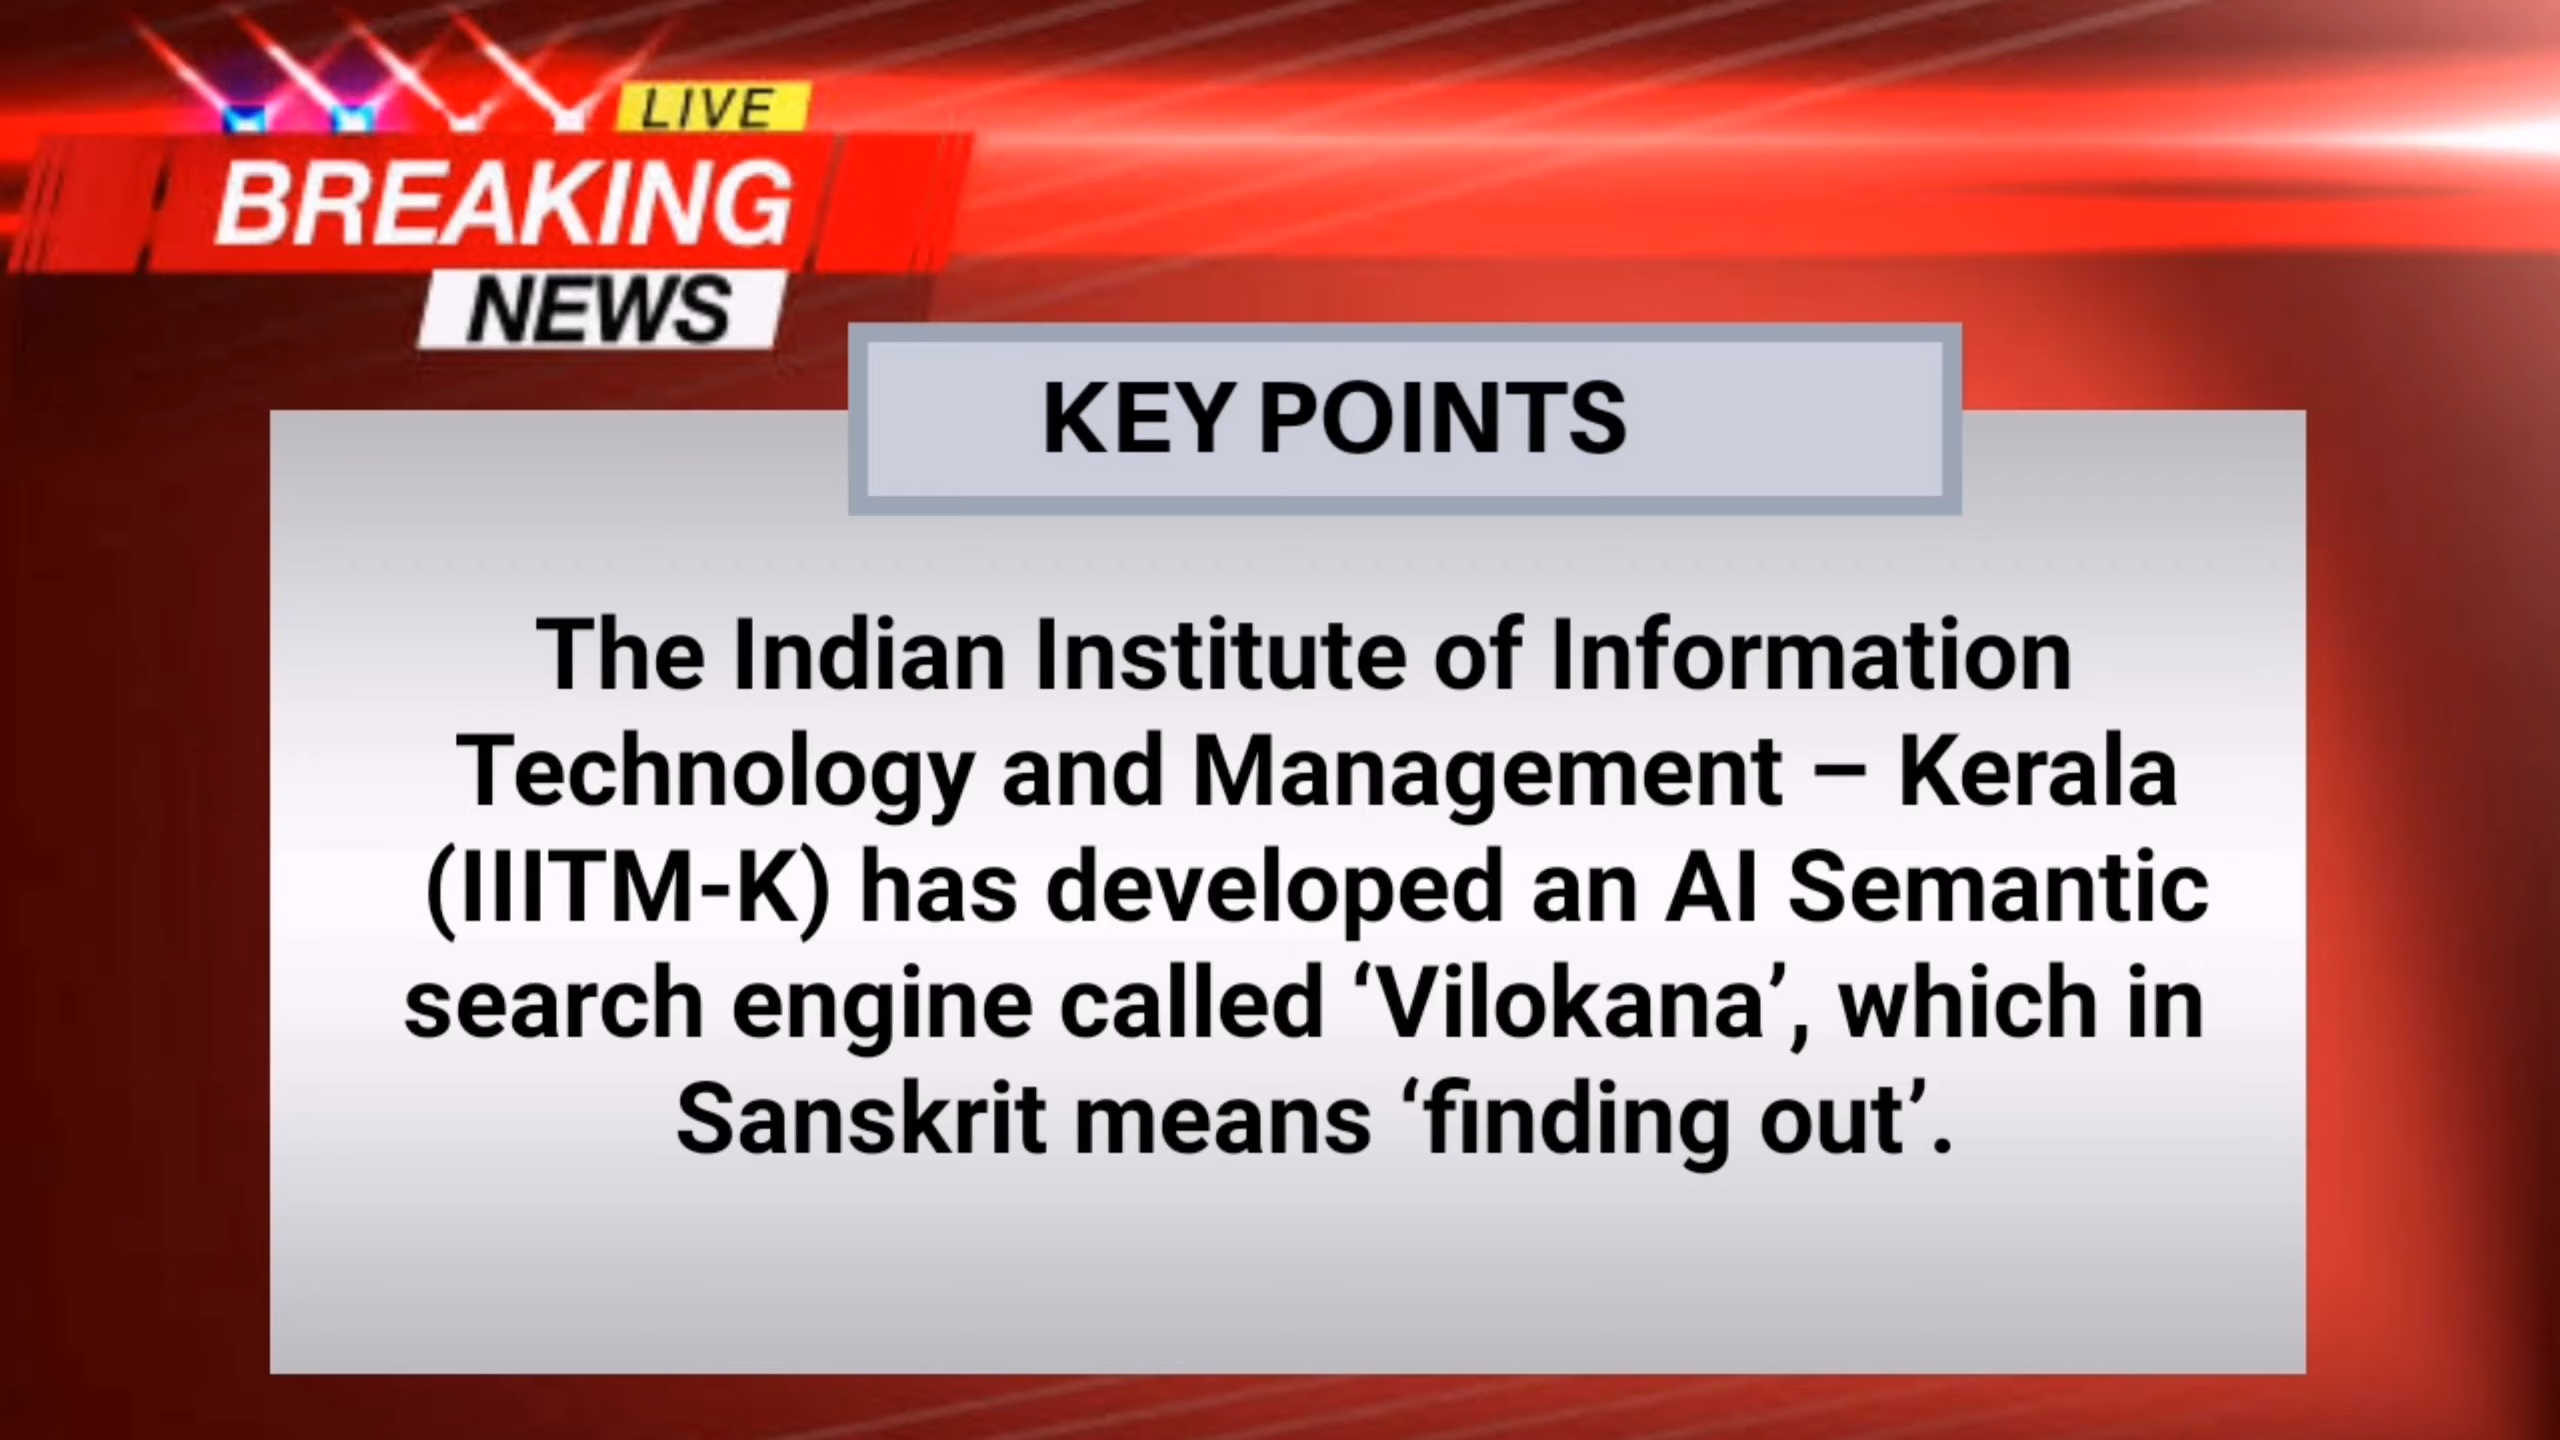 LIVE
BREAKING
NEWS
KEY POINTS
The Indian Institute of Information
Technology and Management – Kerala
(IIITM-K) has developed an AI Semantic
search engine called ‘Vilokana’, which in
Sanskrit means ‘finding out’.